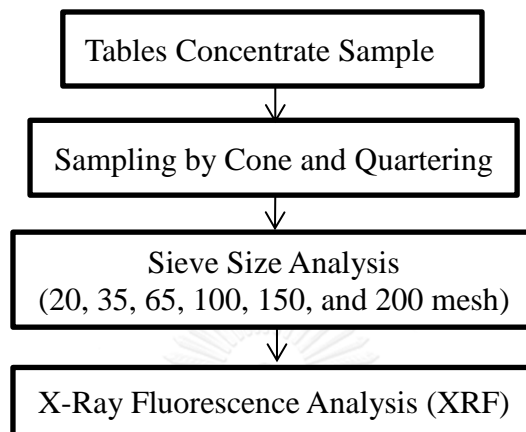 Tables Concentrate Sample
Sampling by Cone and Quartering
Sieve Size Analysis
(20, 35, 65, 100, 150, and 200 mesh)
X-Ray Fluorescence Analysis (XRF)